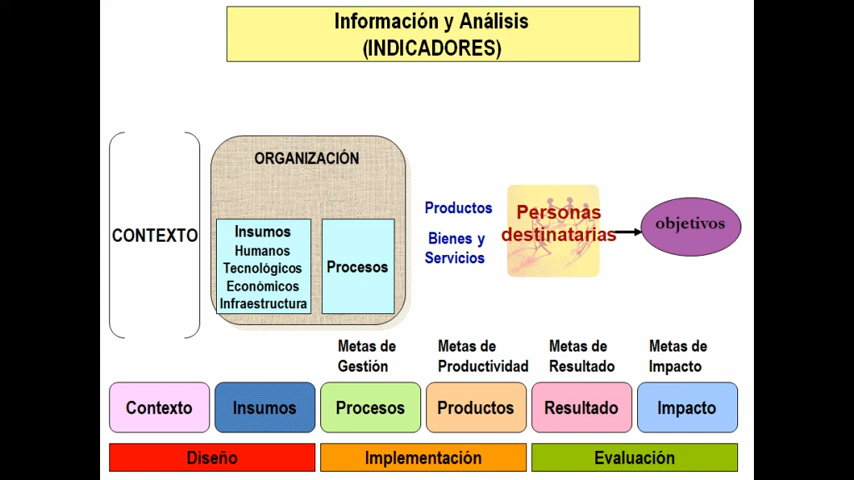 Información y Análisis
(INDICADORES)
ORGANIZACIÓN
CONTEXTO
Insumos
Humanos
Tecnológicos
Económicos
Infraestructura
Procesos
Productos
Bienes y
Servicios
Personas
destinatarias
objetivos
Metas de
Gestión
Metas de
Productividad
Metas de
Resultado
Metas de
Impacto
Contexto
Insumos
Procesos
Productos
Resultado
Impacto
Diseño
Implementación
Evaluación